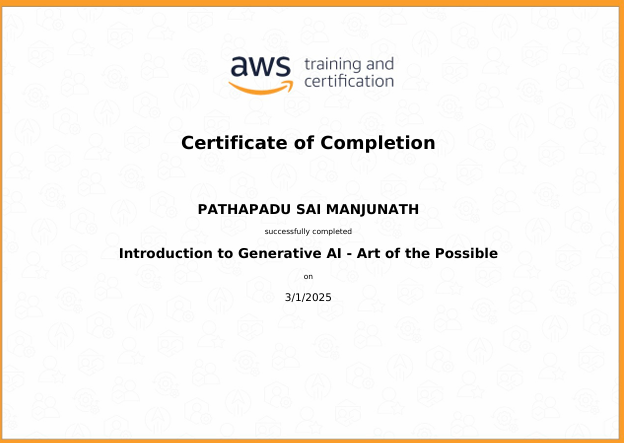 aws training and
certification
Certificate of Completion
PATHAPADU SAI MANJUNATH
successfully completed
Introduction to Generative AI - Art of the Possible
on
3/1/2025